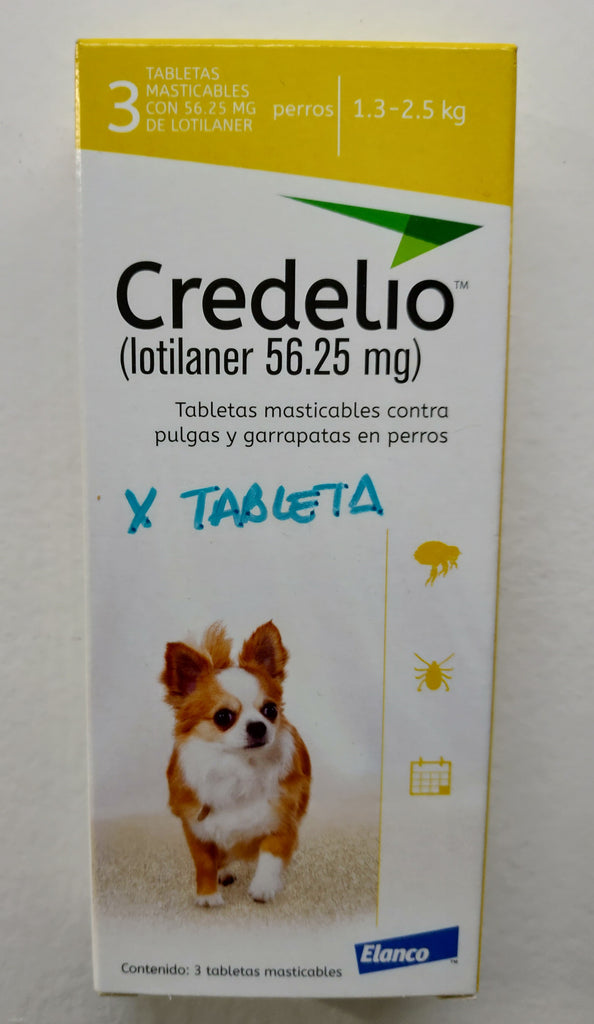 3
TABLETAS
MASTICABLES
CON 56.25 MG
DE LOTILANER
perros
1.3-2.5 kg
Credelio™
(lotilaner 56.25 mg)
Tabletas masticables contra
pulgas y garrapatas en perros
X TABLETA
Contenido: 3 tabletas masticables
Elanco™